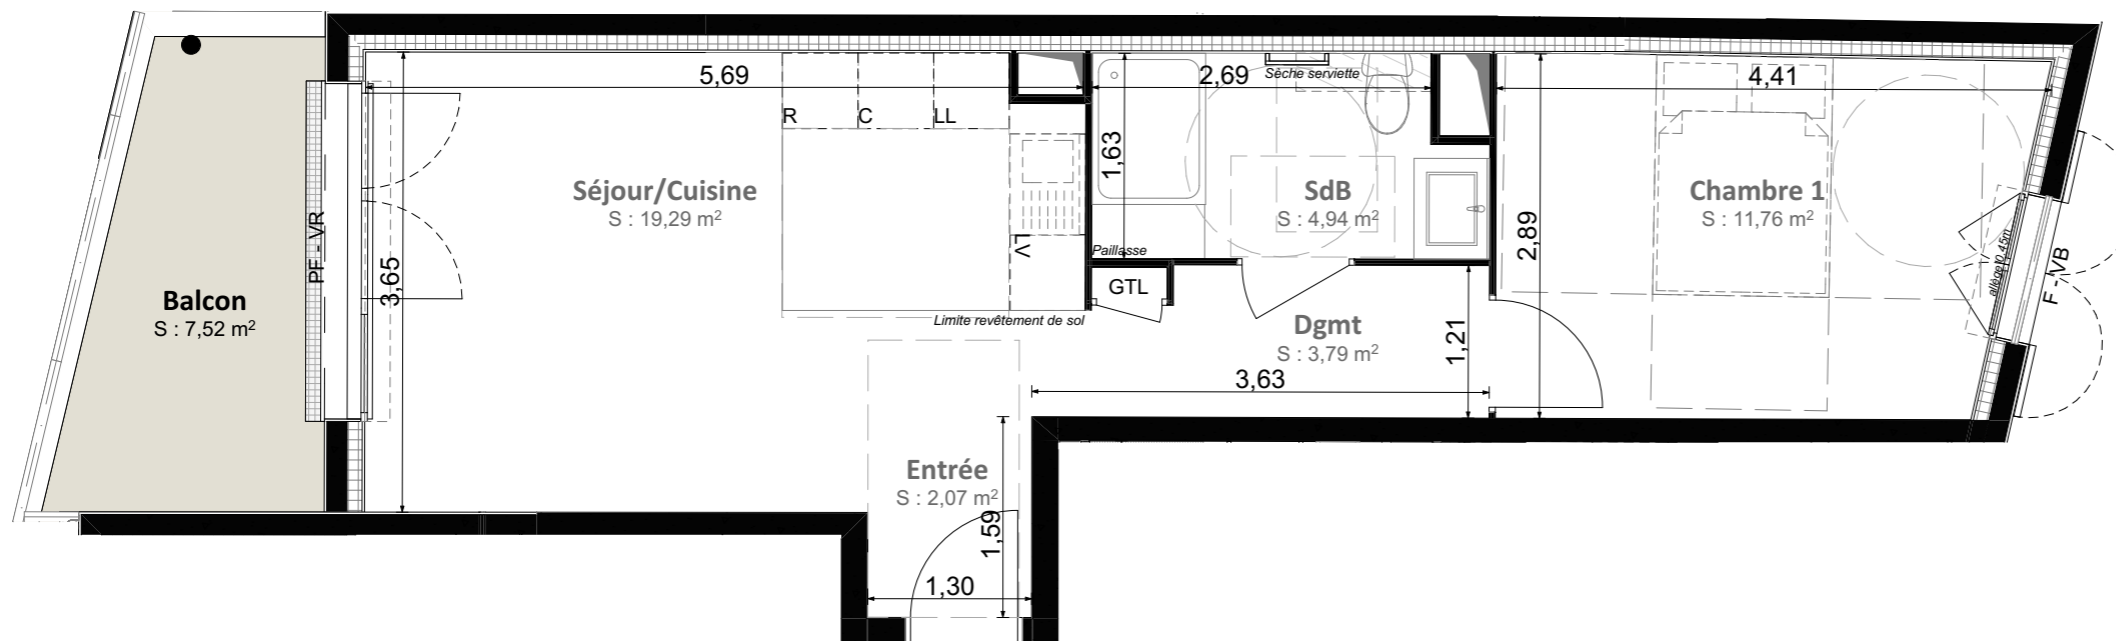 5,69
R
C
LL
Séjour/Cuisine
S : 19,29 m²
LV
3,65
PF - VR
Balcon
S : 7,52 m²
Limite revêtement de sol
2,69
Sèche serviette
1,63
SdB
S : 4,94 m²
Paillasse
GTL
Dgmt
S : 3,79 m²
1,21
3,63
4,41
Chambre 1
S : 11,76 m²
2,89
allège 0,45m
F - VB
Entrée
S : 2,07 m²
1,59
1,30